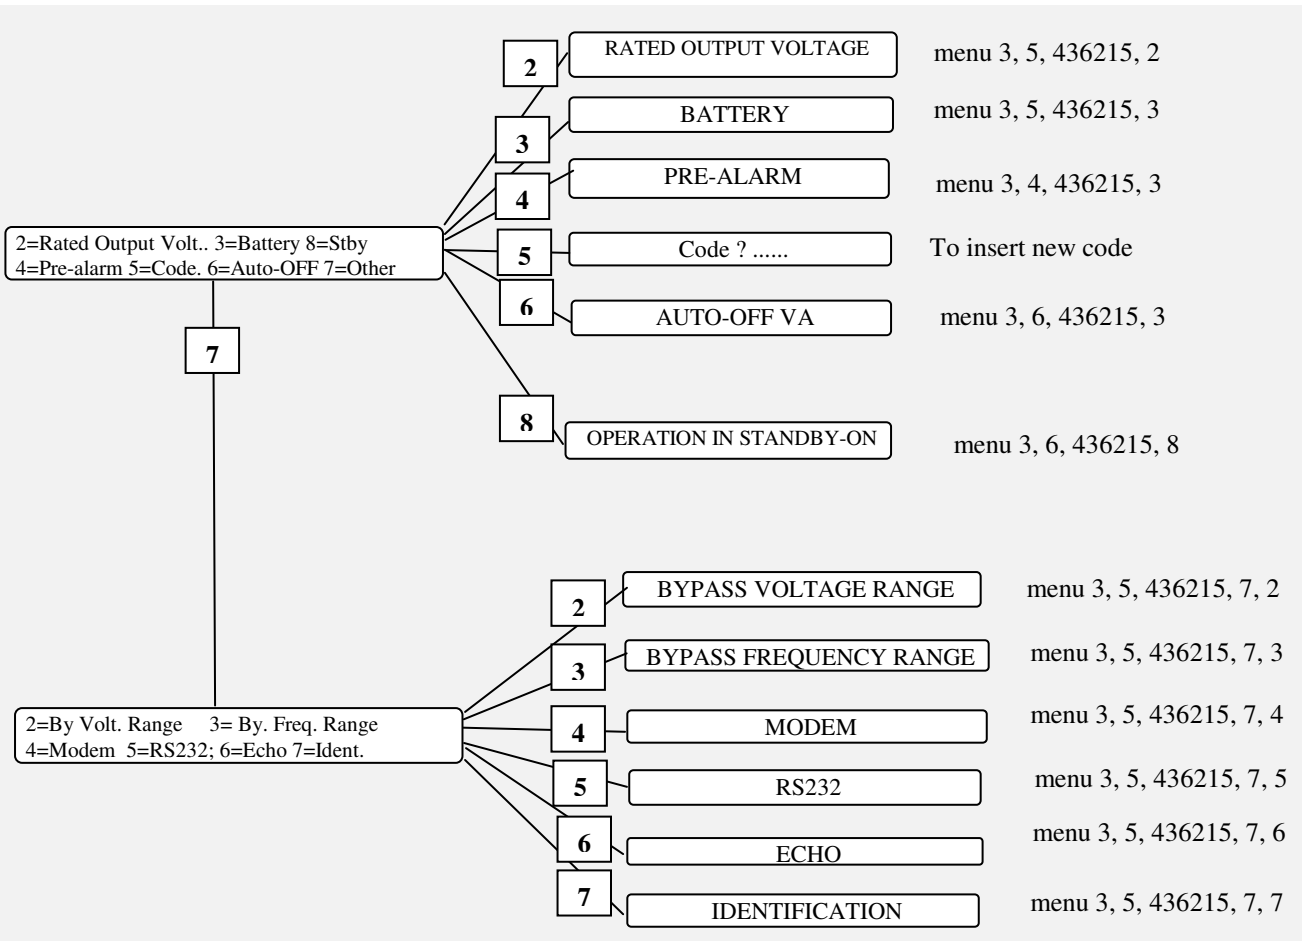 2
RATED OUTPUT VOLTAGE
menu 3, 5, 436215, 2
3
BATTERY
menu 3, 5, 436215, 3
4
PRE-ALARM
menu 3, 4, 436215, 3
2=Rated Output Volt.. 3=Battery 8=Stby
4=Pre-alarm 5=Code. 6=Auto-OFF 7=Other
5
Code ? ......
To insert new code
6
AUTO-OFF VA
menu 3, 6, 436215, 3
7
8
OPERATION IN STANDBY-ON
menu 3, 6, 436215, 8
2
BYPASS VOLTAGE RANGE
menu 3, 5, 436215, 7, 2
3
BYPASS FREQUENCY RANGE
menu 3, 5, 436215, 7, 3
2=By Volt. Range 3= By. Freq. Range
4=Modem 5=RS232; 6=Echo 7=Ident.
4
MODEM
menu 3, 5, 436215, 7, 4
5
RS232
menu 3, 5, 436215, 7, 5
6
ECHO
menu 3, 5, 436215, 7, 6
7
IDENTIFICATION
menu 3, 5, 436215, 7, 7